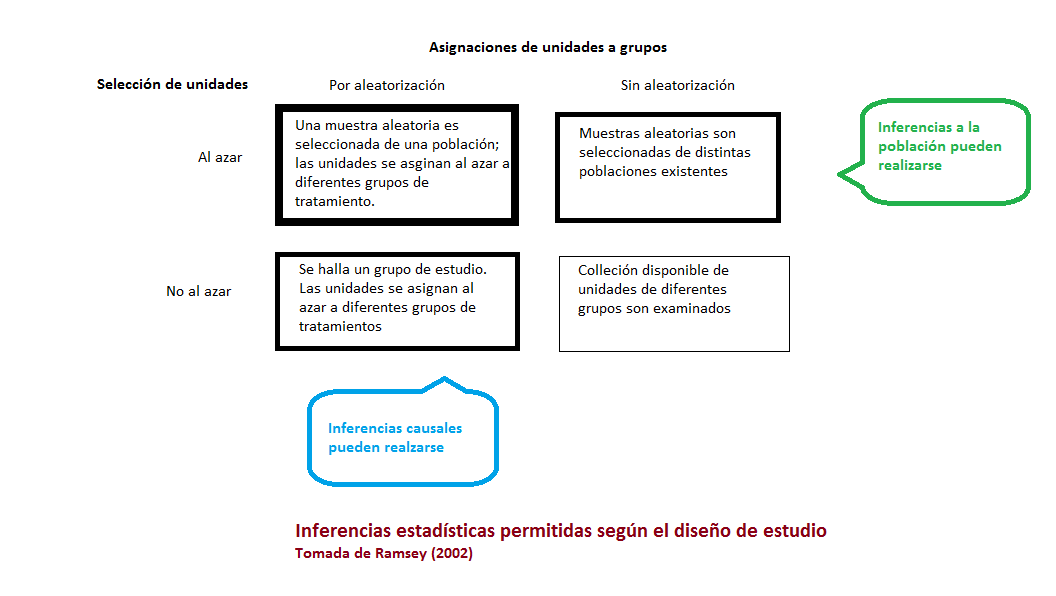 Asignaciones de unidades a grupos
Selección de unidades
Por aleatorización
Sin aleatorización
Al azar
Una muestra aleatoria es
seleccionada de una población;
las unidades se asginan al azar a
diferentes grupos de
tratamiento.
Muestras aleatorias son
seleccionadas de distintas
poblaciones existentes
Inferencias a la
población pueden
realizarse
No al azar
Se halla un grupo de estudio.
Las unidades se asignan al
azar a diferentes grupos de
tratamientos
Colleción disponible de
unidades de diferentes
grupos son examinados
Inferencias causales
pueden realzarse
Inferencias estadísticas permitidas según el diseño de estudio
Tomada de Ramsey (2002)